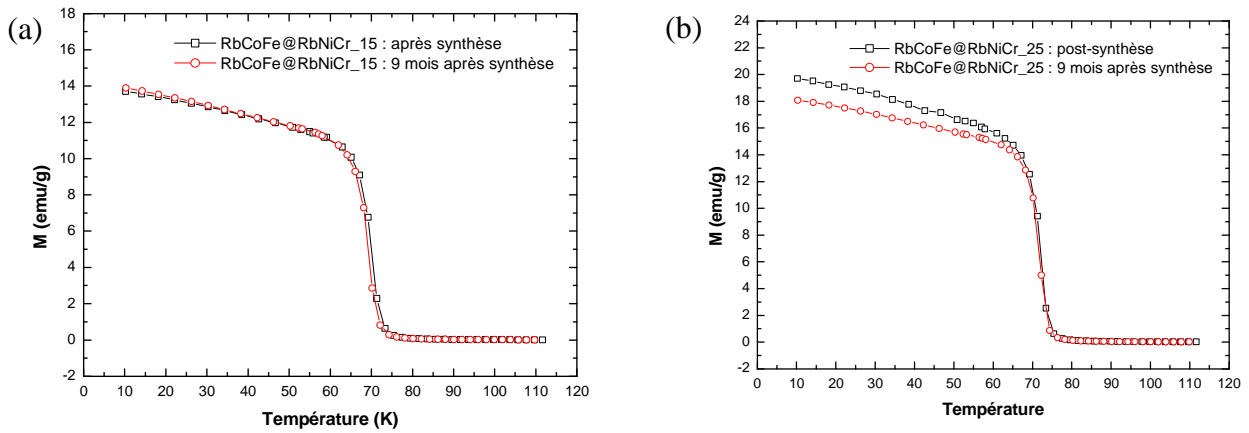 (a)
18
16
14
12
10
8
6
4
2
0
-2
M (emu/g)
RbCoFe@RbNiCr_15 : après synthèse
RbCoFe@RbNiCr_15 : 9 mois après synthèse
0 10 20 30 40 50 60 70 80 90 100 110 120
Température (K)
(b)
24
22
20
18
16
14
12
10
8
6
4
2
0
-2
M (emu/g)
RbCoFe@RbNiCr_25 : post-synthèse
RbCoFe@RbNiCr_25 : 9 mois après synthèse
0 10 20 30 40 50 60 70 80 90 100 110 120
Température